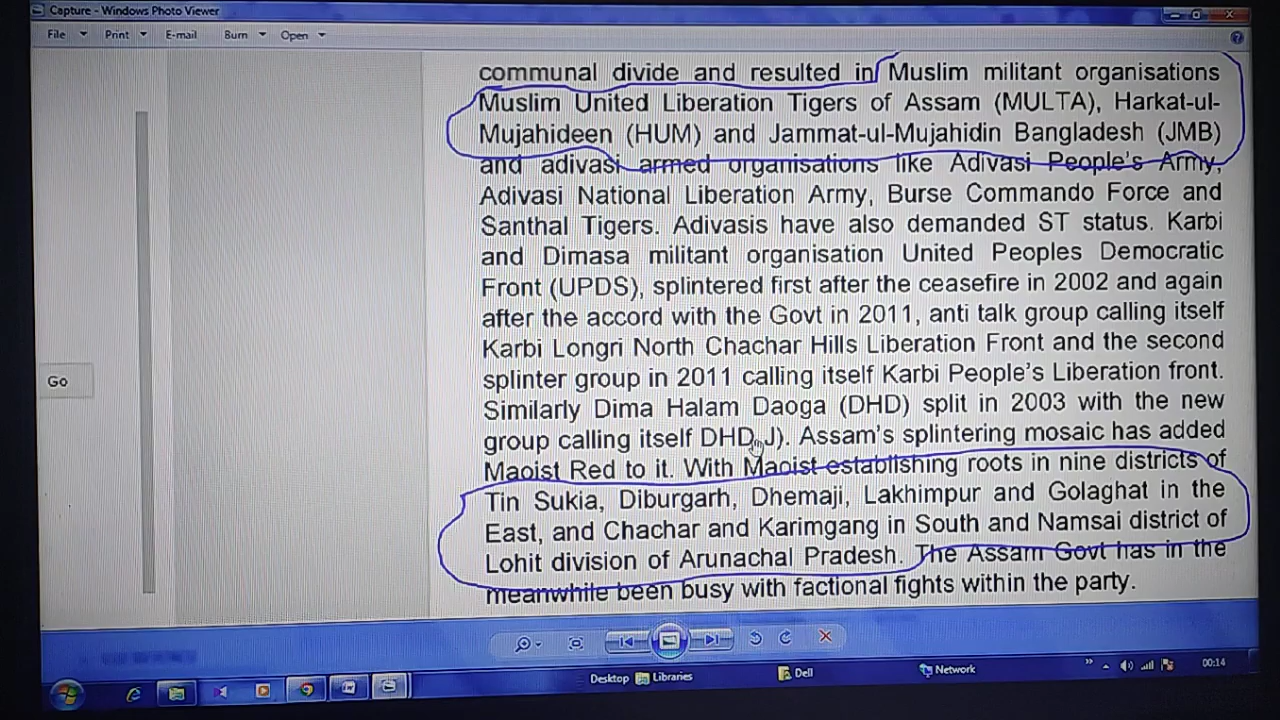 Capture - Windows Photo Viewer
File Print E-mail Burn Open
communal divide and resulted in Muslim militant organisations
Muslim United Liberation Tigers of Assam (MULTA), Harkat-ul-
Mujahideen (HUM) and Jammat-ul-Mujahidin Bangladesh (JMB)
and adivasi armed organisations like Adivasi People's Army,
Adivasi National Liberation Army, Burse Commando Force and
Santhal Tigers. Adivasis have also demanded ST status. Karbi
and Dimasa militant organisation United Peoples Democratic
Front (UPDS), splintered first after the ceasefire in 2002 and again
after the accord with the Govt in 2011, anti talk group calling itself
Karbi Longri North Chachar Hills Liberation Front and the second
splinter group in 2011 calling itself Karbi People's Liberation front.
Similarly Dima Halam Daoga (DHD) split in 2003 with the new
group calling itself DHD J). Assam's splintering mosaic has added
Maoist Red to it. With Maoist establishing roots in nine districts of
Tin Sukia, Diburgarh, Dhemaji, Lakhimpur and Golaghat in the
East, and Chachar and Karimgang in South and Namsai district of
Lohit division of Arunachal Pradesh. The Assam Govt has in the
meanwhile been busy with factional fights within the party.
Go
Desktop Libraries Dell Network 00:14